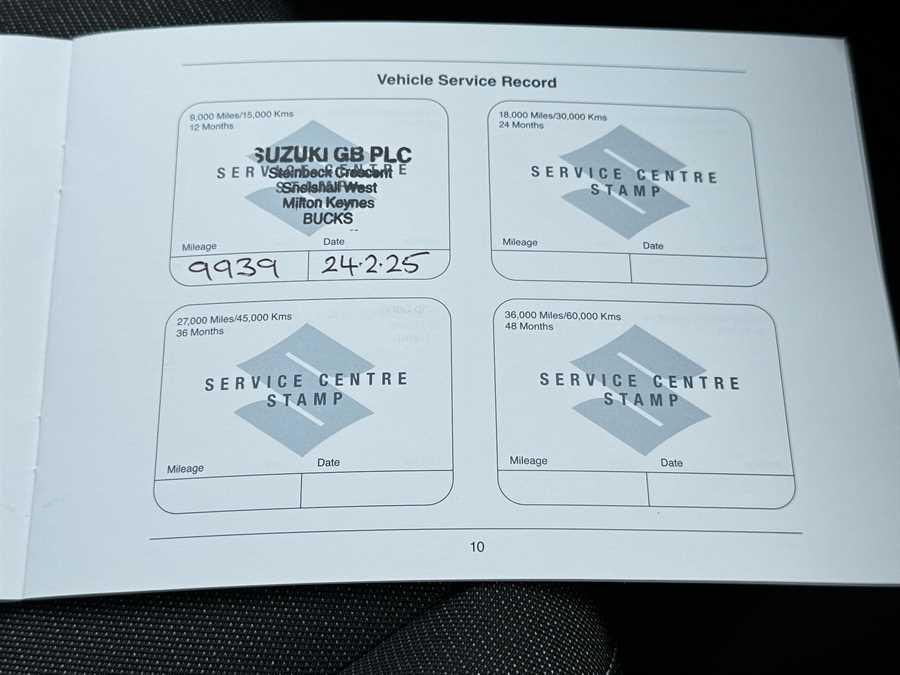 Vehicle Service Record
9,000 Miles/15,000 Kms
12 Months
SUZUKI GB PLC
SERVICE CENTRE
Steinbeck Crescent
STAMP
Snelshall West
Milton Keynes
BUCKS
Mileage
Date
9939
24.2.25
18,000 Miles/30,000 Kms
24 Months
SERVICE CENTRE
STAMP
Mileage
Date
27,000 Miles/45,000 Kms
36 Months
SERVICE CENTRE
STAMP
Mileage
Date
36,000 Miles/60,000 Kms
48 Months
SERVICE CENTRE
STAMP
Mileage
Date
10